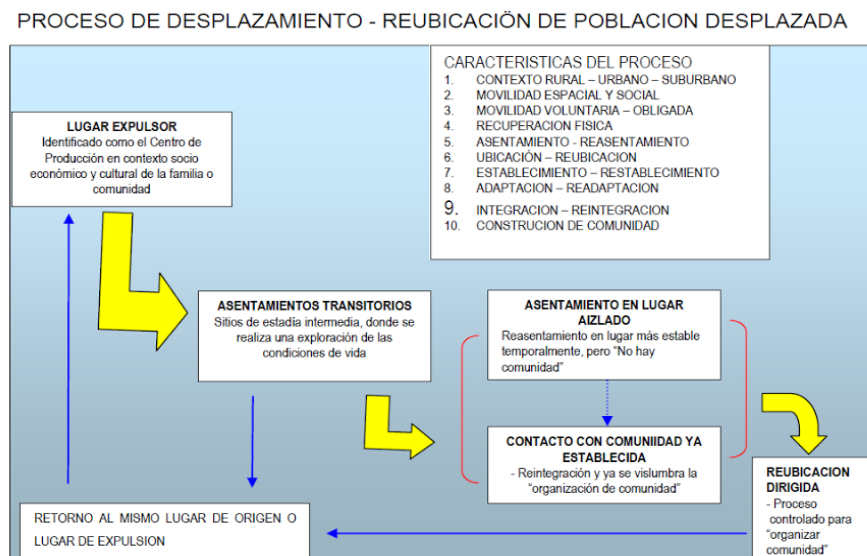 PROCESO DE DESPLAZAMIENTO - REUBICACIÖN DE POBLACION DESPLAZADA
CARACTERISTICAS DEL PROCESO
1. CONTEXTO RURAL – URBANO – SUBURBANO
2. MOVILIDAD ESPACIAL Y SOCIAL
3. MOVILIDAD VOLUNTARIA – OBLIGADA
4. RECUPERACION FISICA
5. ASENTAMIENTO - REASENTAMIENTO
6. UBICACIÓN – REUBICACION
7. ESTABLECIMIENTO – RESTABLECIMIENTO
8. ADAPTACION – READAPTACION
9. INTEGRACION – REINTEGRACION
10. CONSTRUCION DE COMUNIDAD
LUGAR EXPULSOR
Identificado como el Centro de
Producción en contexto socio
económico y cultural de la familia o
comunidad
ASENTAMIENTOS TRANSITORIOS
Sitios de estadía intermedia, donde se
realiza una exploración de las
condiciones de vida
ASENTAMIENTO EN LUGAR
AIZLADO
Reasentamiento en lugar más estable
temporalmente, pero “No hay
comunidad”
CONTACTO CON COMUNIIDAD YA
ESTABLECIDA
- Reintegración y ya se vislumbra la
“organización de comunidad”
REUBICACION
DIRIGIDA
- Proceso
controlado para
“organizar
comunidad”
RETORNO AL MISMO LUGAR DE ORIGEN O
LUGAR DE EXPULSION